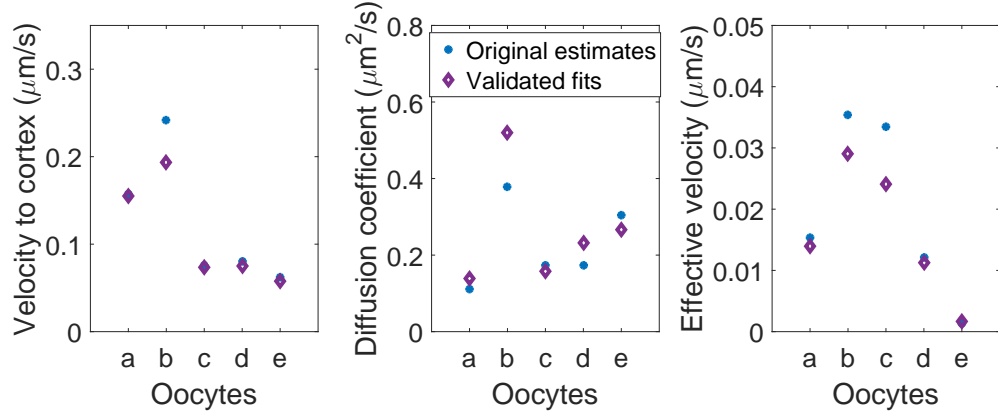 Velocity to cortex (μm/s)
0.3
0.2
0.1
0
a b c d e
Oocytes
Diffusion coefficient (μm²/s)
0.8
0.6
0.4
0.2
0
Original estimates
Validated fits
a b c d e
Oocytes
Effective velocity (μm/s)
0.05
0.04
0.03
0.02
0.01
0
a b c d e
Oocytes